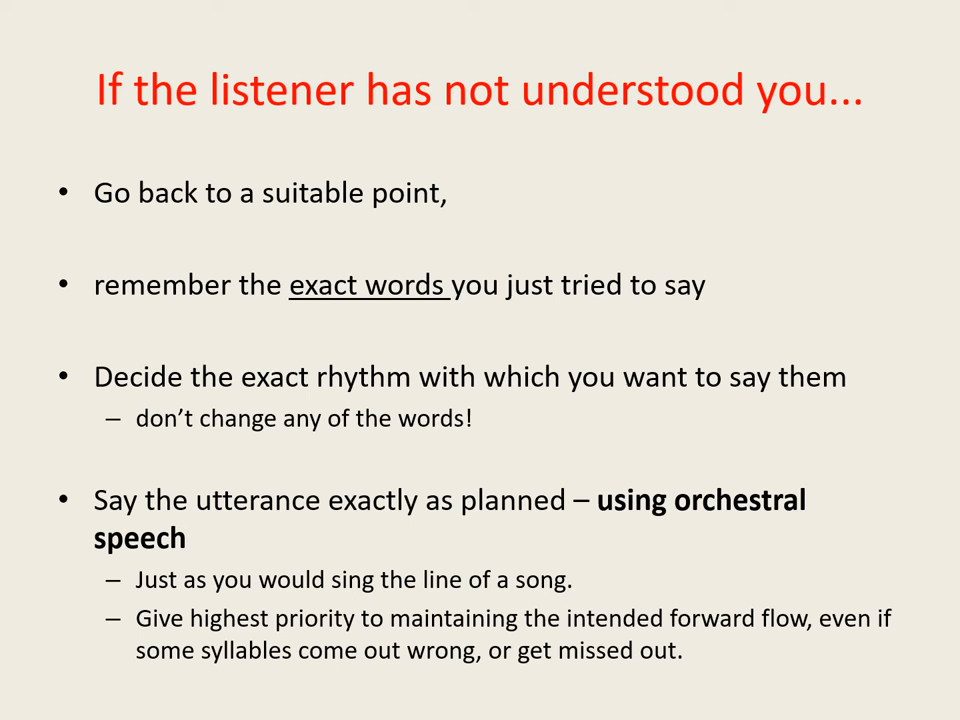 If the listener has not understood you...
• Go back to a suitable point,
• remember the exact words you just tried to say
• Decide the exact rhythm with which you want to say them
– don’t change any of the words!
• Say the utterance exactly as planned – using orchestral
speech
– Just as you would sing the line of a song.
– Give highest priority to maintaining the intended forward flow, even if
some syllables come out wrong, or get missed out.